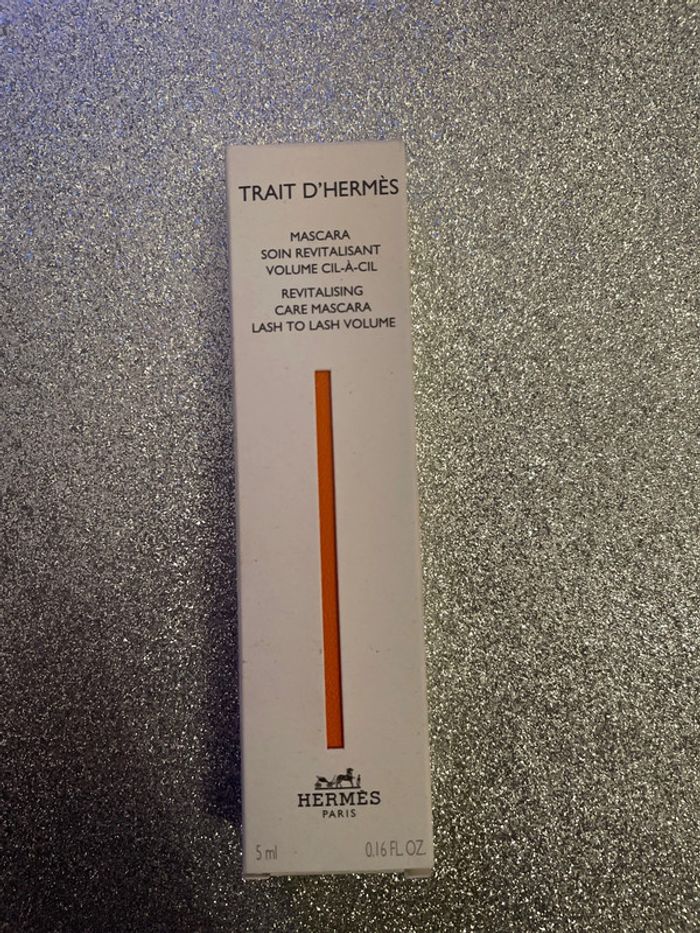 TRAIT D'HERMÈS
MASCARA
SOIN REVITALISANT
VOLUME CIL-À-CIL
REVITALISING
CARE MASCARA
LASH TO LASH VOLUME
HERMÈS
PARIS
5 ml 0.16 FL. OZ.